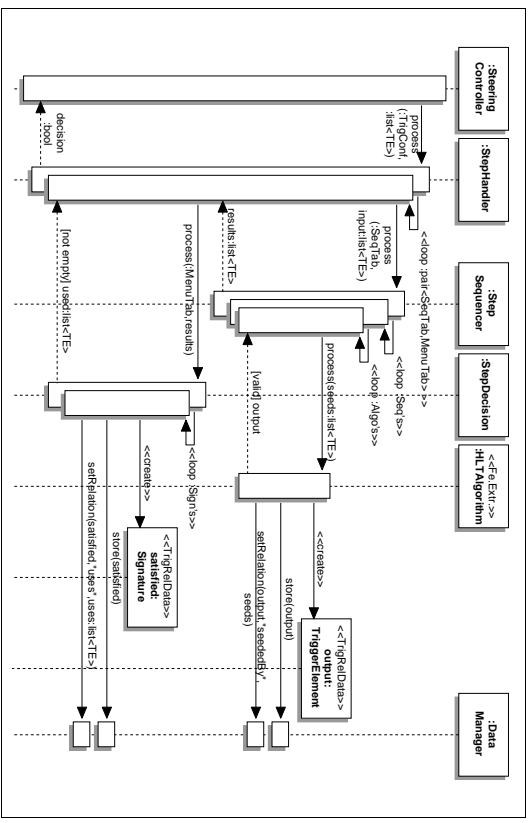 :Steering
Controller
:StepHandler
:Step
Sequencer
:StepDecision
<<Fe.Extr.>>
:HLTAlgorithm
:Data
Manager
process
(:TrigConf,
:list<TE>)
<<loop :pair<SeqTab,MenuTab> >>
process
(:SeqTab,
input:list<TE>)
<<loop :Seq's>>
<<loop :Algo's>>
process(seeds:list<TE>)
<<create>>
<<TrigRelData>>
output:
TriggerElement
store(output)
setRelation(output,"seededBy",
seeds)
[valid] output
results:list<TE>
process(:MenuTab,results)
<<loop :Sign's>>
<<create>>
<<TrigRelData>>
satisfied:
Signature
store(satisfied)
setRelation(satisfied,"uses",uses:list<TE>)
[not empty] used:list<TE>
decision
:bool